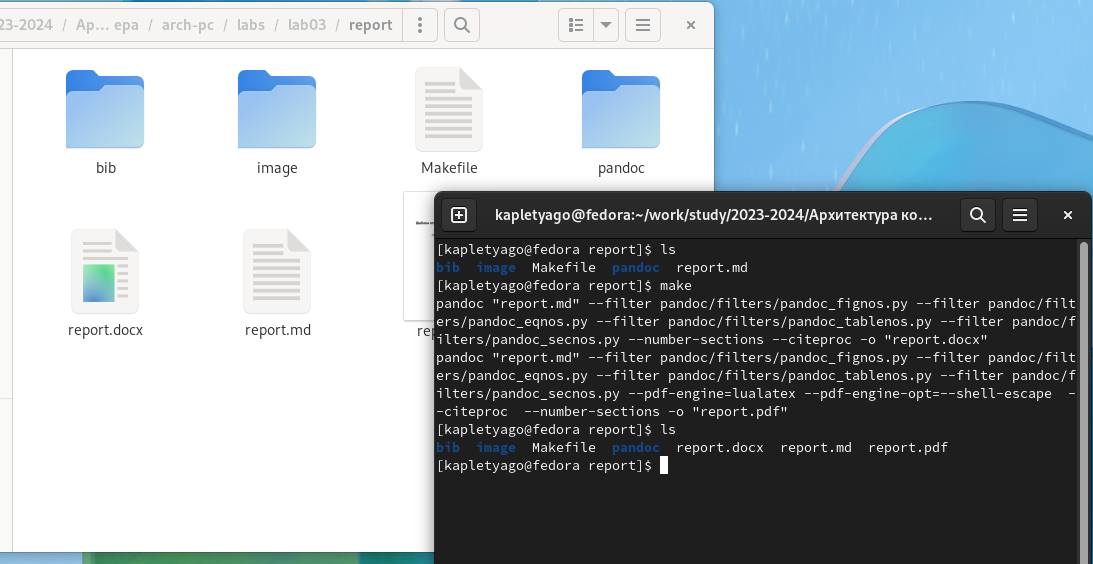 23-2024 / Ар... ера / arch-pc / labs / lab03 / report
bib
image
Makefile
pandoc
report.docx
report.md
kapletyago@fedora:~/work/study/2023-2024/Архитектура ко...
[kapletyago@fedora report]$ ls
bib image Makefile pandoc report.md
[kapletyago@fedora report]$ make
pandoc "report.md" --filter pandoc/filters/pandoc_fignos.py --filter pandoc/filt
ers/pandoc_eqnos.py --filter pandoc/filters/pandoc_tablenos.py --filter pandoc/f
ilters/pandoc_secnos.py --number-sections --citeproc -o "report.docx"
pandoc "report.md" --filter pandoc/filters/pandoc_fignos.py --filter pandoc/filt
ers/pandoc_eqnos.py --filter pandoc/filters/pandoc_tablenos.py --filter pandoc/f
ilters/pandoc_secnos.py --pdf-engine=lualatex --pdf-engine-opt=--shell-escape -
-citeproc --number-sections -o "report.pdf"
[kapletyago@fedora report]$ ls
bib image Makefile pandoc report.docx report.md report.pdf
[kapletyago@fedora report]$